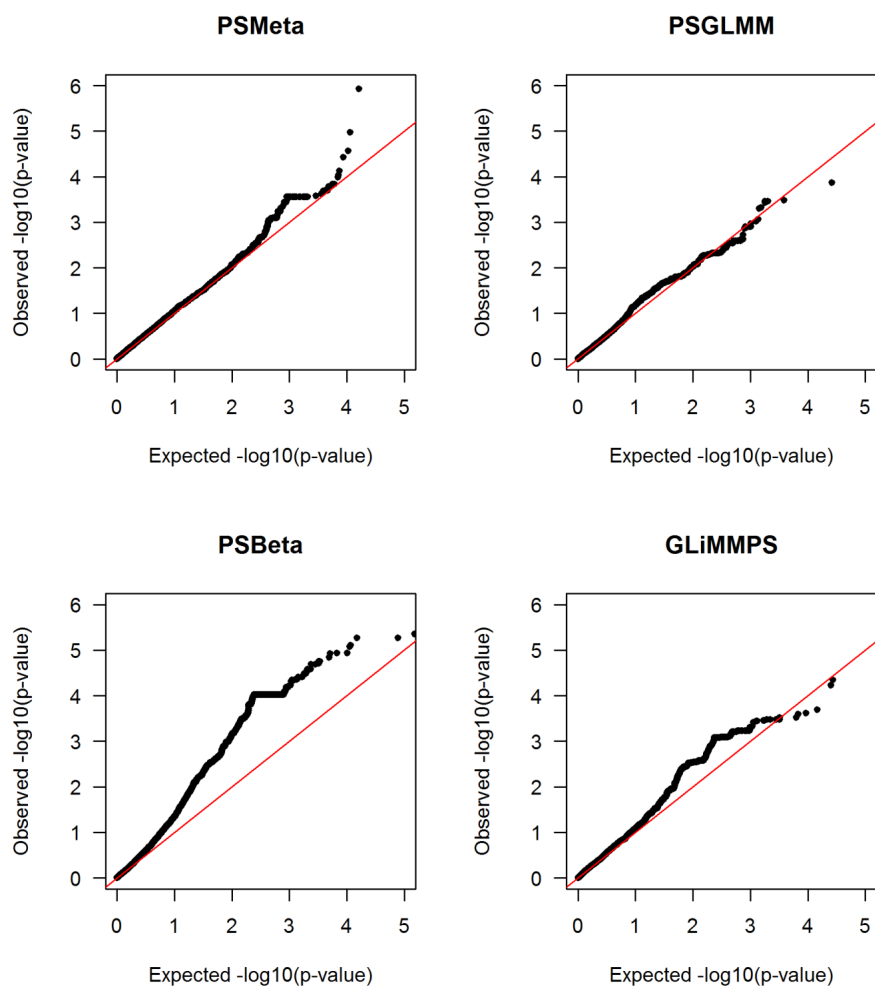 PSMeta
6
5
4
3
2
1
0
Observed -log10(p-value)
0 1 2 3 4 5
Expected -log10(p-value)
PSGLMM
6
5
4
3
2
1
0
Observed -log10(p-value)
0 1 2 3 4 5
Expected -log10(p-value)
PSBeta
6
5
4
3
2
1
0
Observed -log10(p-value)
0 1 2 3 4 5
Expected -log10(p-value)
GLiMMPS
6
5
4
3
2
1
0
Observed -log10(p-value)
0 1 2 3 4 5
Expected -log10(p-value)